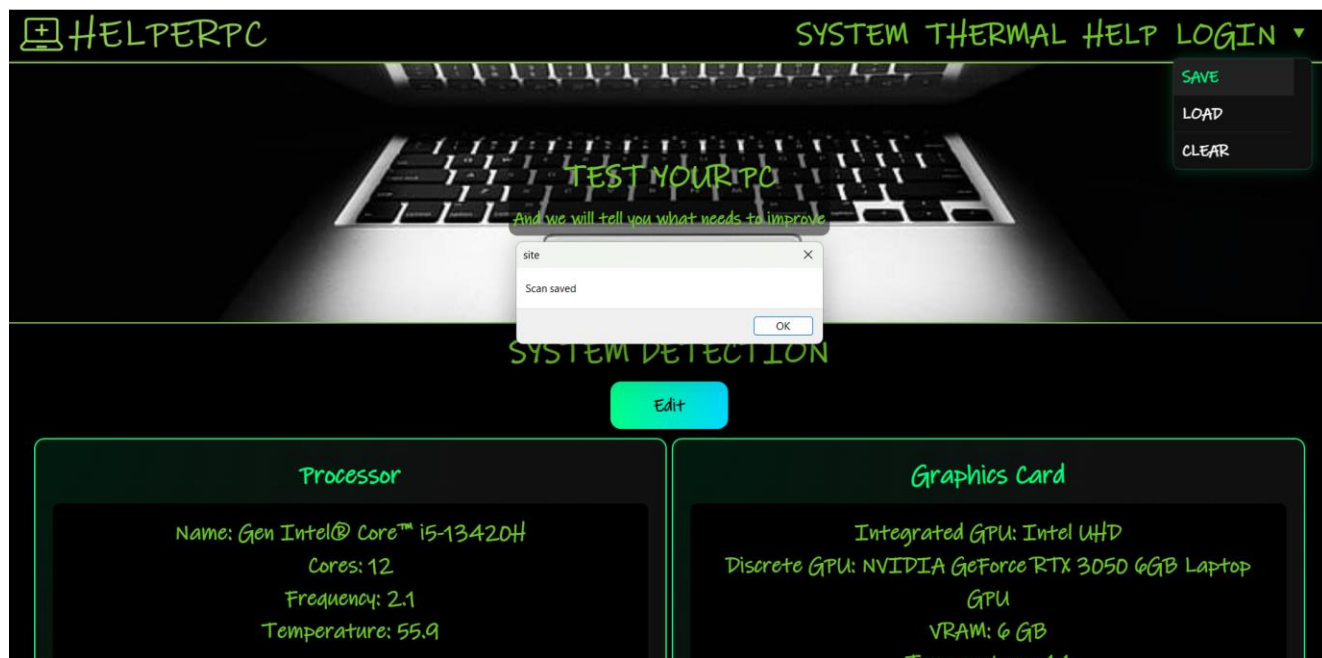 HELPERPC
SYSTEM THERMAL HELP LOGIN ▼
SAVE
LOAD
CLEAR
TEST YOUR PC
And we will tell you what needs to improve
site
Scan saved
OK
SYSTEM DETECTION
Edit
Processor
Name: Gen Intel® Core™ i5-13420H
Cores: 12
Frequency: 2.1
Temperature: 55.9
Graphics Card
Integrated GPU: Intel UHD
Discrete GPU: NVIDIA GeForce RTX 3050 6GB Laptop
GPU
VRAM: 6 GB